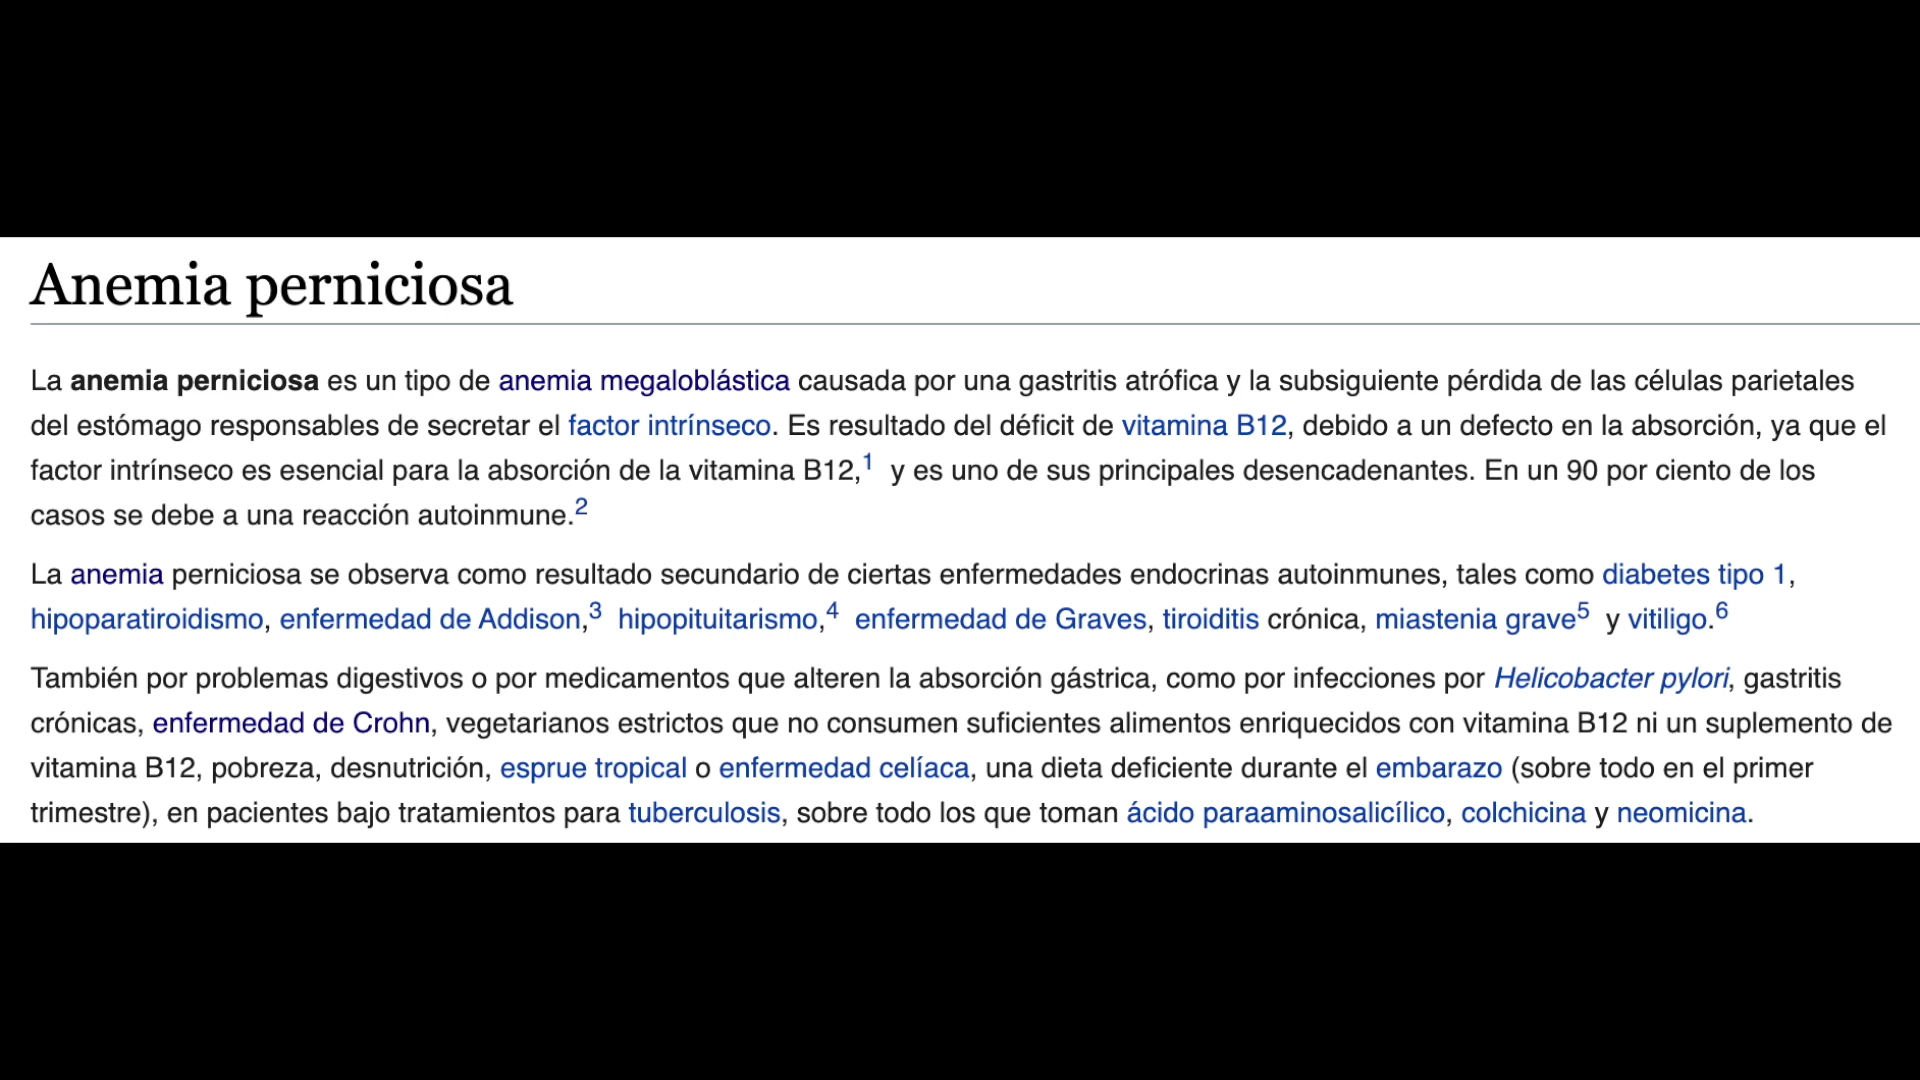 Anemia perniciosa
La anemia perniciosa es un tipo de anemia megaloblástica causada por una gastritis atrófica y la subsiguiente pérdida de las células parietales
del estómago responsables de secretar el factor intrínseco. Es resultado del déficit de vitamina B12, debido a un defecto en la absorción, ya que el
factor intrínseco es esencial para la absorción de la vitamina B12,1 y es uno de sus principales desencadenantes. En un 90 por ciento de los
casos se debe a una reacción autoinmune.2
La anemia perniciosa se observa como resultado secundario de ciertas enfermedades endocrinas autoinmunes, tales como diabetes tipo 1,
hipoparatiroidismo, enfermedad de Addison,3 hipopituitarismo,4 enfermedad de Graves, tiroiditis crónica, miastenia grave5 y vitiligo.6
También por problemas digestivos o por medicamentos que alteren la absorción gástrica, como por infecciones por Helicobacter pylori, gastritis
crónicas, enfermedad de Crohn, vegetarianos estrictos que no consumen suficientes alimentos enriquecidos con vitamina B12 ni un suplemento de
vitamina B12, pobreza, desnutrición, esprue tropical o enfermedad celíaca, una dieta deficiente durante el embarazo (sobre todo en el primer
trimestre), en pacientes bajo tratamientos para tuberculosis, sobre todo los que toman ácido paraaminosalicílico, colchicina y neomicina.